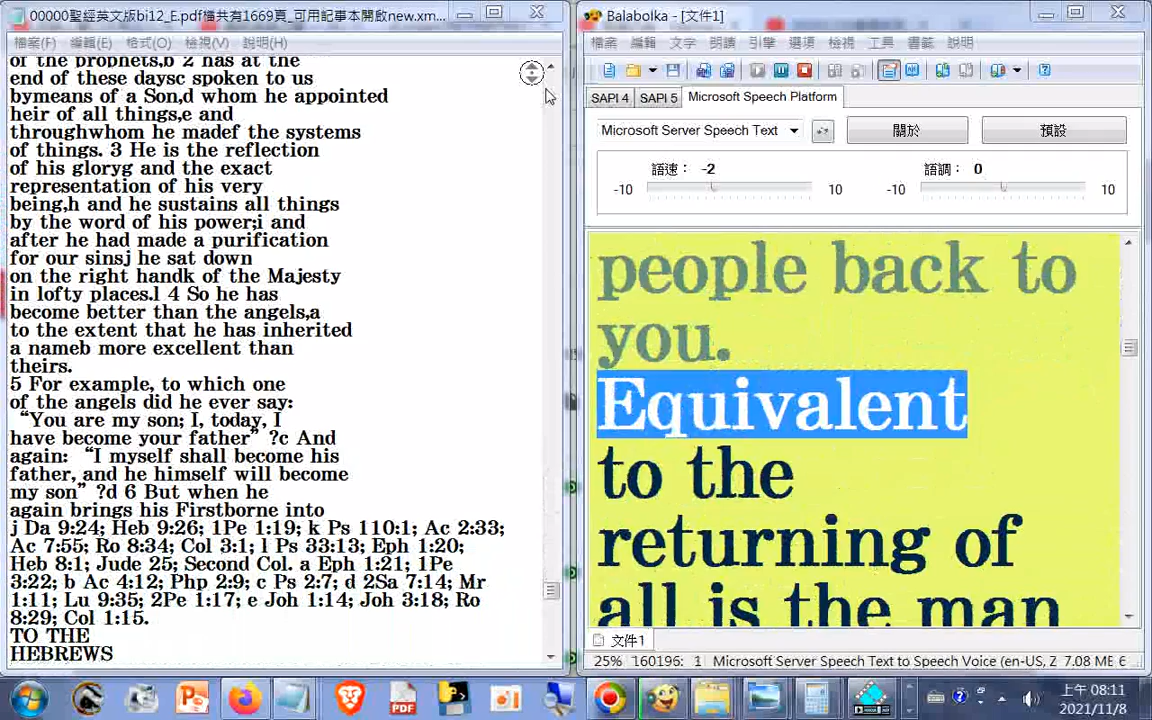 00000聖經英文版bi12_E.pdf檔共有1669頁_可用記事本開啟new.xm...
檔案(F) 編輯(E) 格式(O) 檢視(V) 說明(H)
of the prophets,b 2 has at the
end of these daysc spoken to us
bymeans of a Son,d whom he appointed
heir of all things,e and
throughwhom he madef the systems
of things. 3 He is the reflection
of his gloryg and the exact
representation of his very
being,h and he sustains all things
by the word of his power;i and
after he had made a purification
for our sinsj he sat down
on the right handk of the Majesty
in lofty places.l 4 So he has
become better than the angels,a
to the extent that he has inherited
a nameb more excellent than
theirs.
5 For example, to which one
of the angels did he ever say:
“You are my son; I, today, I
have become your father” ?c And
again: “I myself shall become his
father, and he himself will become
my son” ?d 6 But when he
again brings his Firstborne into
j Da 9:24; Heb 9:26; 1Pe 1:19; k Ps 110:1; Ac 2:33;
Ac 7:55; Ro 8:34; Col 3:1; l Ps 33:13; Eph 1:20;
Heb 8:1; Jude 25; Second Col. a Eph 1:21; 1Pe
3:22; b Ac 4:12; Php 2:9; c Ps 2:7; d 2Sa 7:14; Mr
1:11; Lu 9:35; 2Pe 1:17; e Joh 1:14; Joh 3:18; Ro
8:29; Col 1:15.
TO THE
HEBREWS
Balabolka - [文件1]
檔案 編輯 文字 朗讀 引擎 選項 檢視 工具 書籤 說明
SAPI 4 SAPI 5 Microsoft Speech Platform
Microsoft Server Speech Text 關於 預設
語速： -2 語調： 0
-10 10 -10 10
people back to
you.
Equivalent
to the
returning of
all is the man
文件1
25% 160196: 1 Microsoft Server Speech Text to Speech Voice (en-US, Z 7.08 MB 6
PDF
上午 08:11
2021/11/8